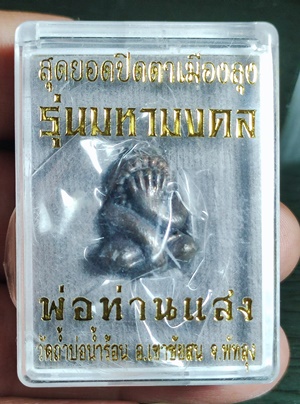 สุดยอดปิดตาเมืองลุง
รุ่นมหามงคล
พ่อท่านแสง
วัดถ้ำบ่อน้ำร้อน อ.เขาชัยสน จ.พัทลุง